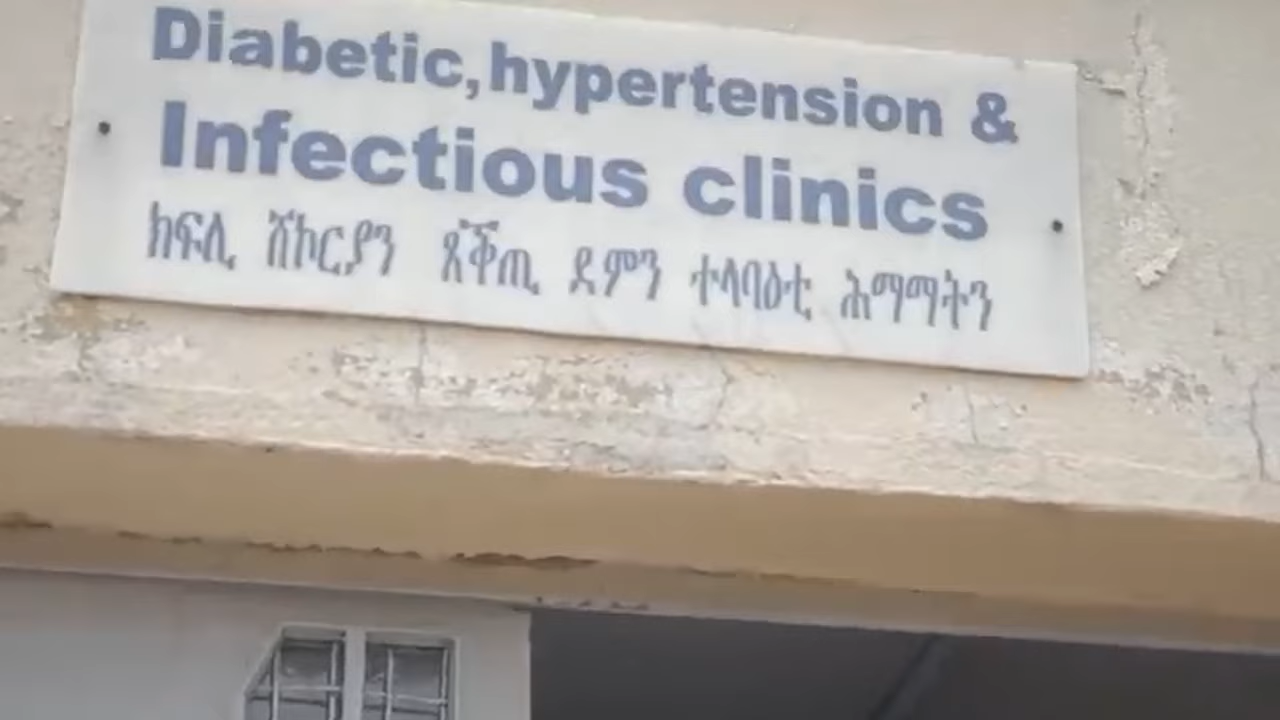 Diabetic, hypertension &
Infectious clinics
ክፍሊ ሽኮርያን ጸቕጢ ደምን ተላባዕቲ ሕማማትን